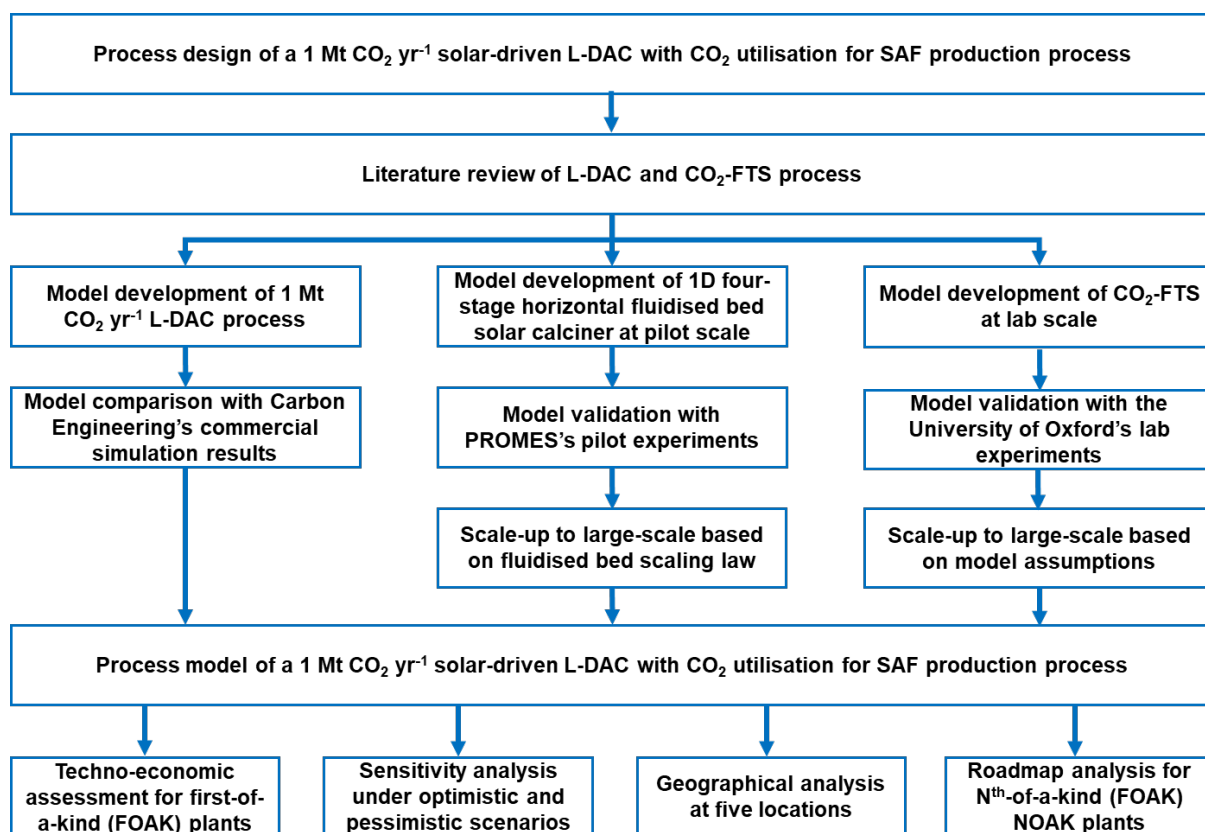 Process design of a 1 Mt CO₂ yr⁻¹ solar-driven L-DAC with CO₂ utilisation for SAF production process
Literature review of L-DAC and CO₂-FTS process
Model development of 1 Mt
CO₂ yr⁻¹ L-DAC process
Model development of 1D four-
stage horizontal fluidised bed
solar calciner at pilot scale
Model development of CO₂-FTS
at lab scale
Model comparison with Carbon
Engineering’s commercial
simulation results
Model validation with
PROMES’s pilot experiments
Model validation with the
University of Oxford’s lab
experiments
Scale-up to large-scale based
on fluidised bed scaling law
Scale-up to large-scale based
on model assumptions
Process model of a 1 Mt CO₂ yr⁻¹ solar-driven L-DAC with CO₂ utilisation for SAF production process
Techno-economic
assessment for first-of-
a-kind (FOAK) plants
Sensitivity analysis
under optimistic and
pessimistic scenarios
Geographical analysis
at five locations
Roadmap analysis for
Nᵗʰ-of-a-kind (FOAK)
NOAK plants